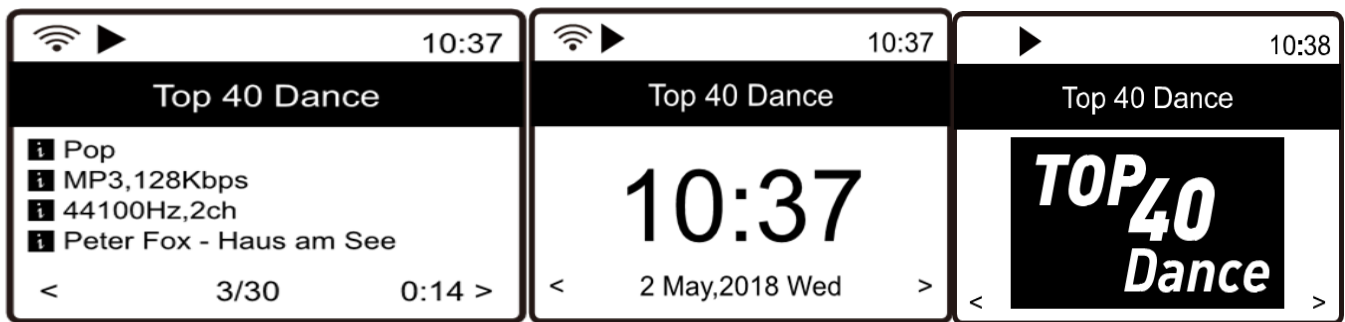 10:37
Top 40 Dance
i Pop
i MP3,128Kbps
i 44100Hz,2ch
i Peter Fox - Haus am See
< 3/30 0:14 >
10:37
Top 40 Dance
10:37
< 2 May,2018 Wed >
10:38
Top 40 Dance
TOP
40
Dance
< >